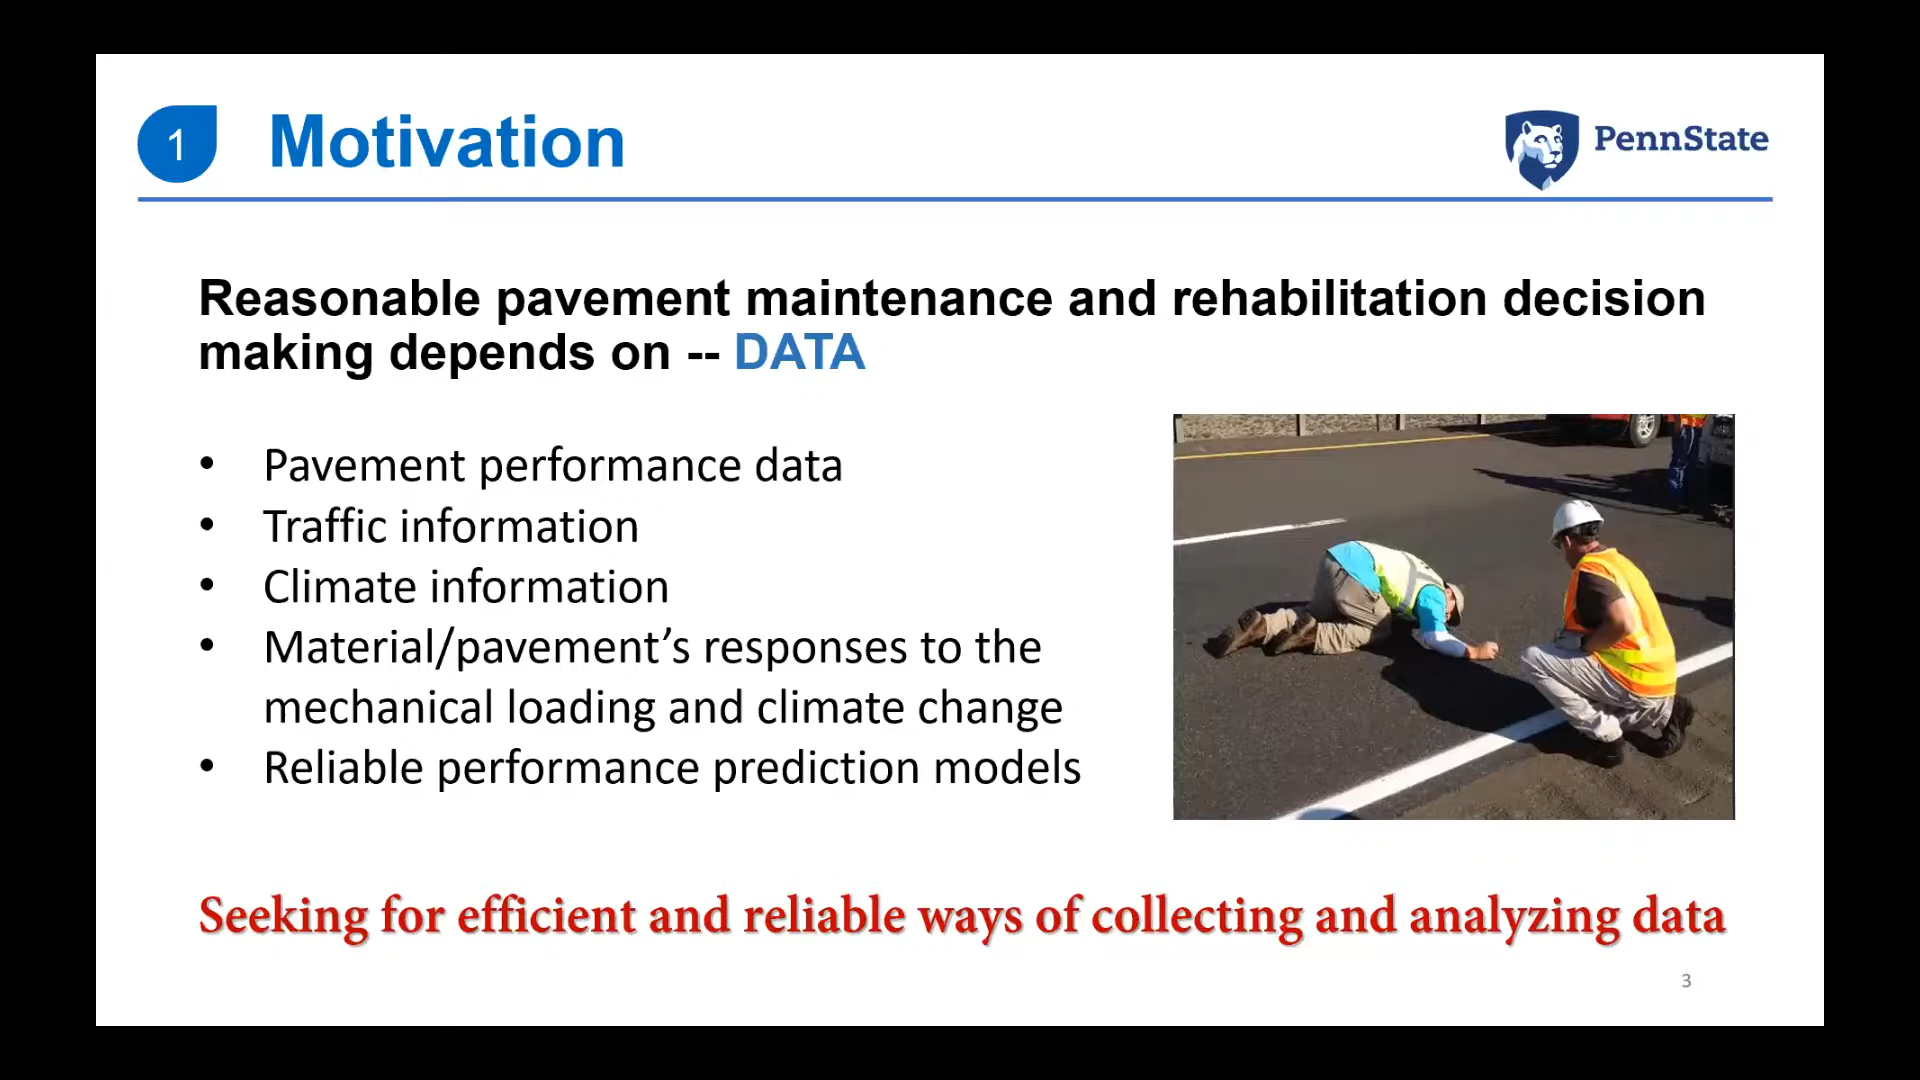 1
Motivation
PennState
Reasonable pavement maintenance and rehabilitation decision
making depends on -- DATA
• Pavement performance data
• Traffic information
• Climate information
• Material/pavement’s responses to the
mechanical loading and climate change
• Reliable performance prediction models
Seeking for efficient and reliable ways of collecting and analyzing data
3